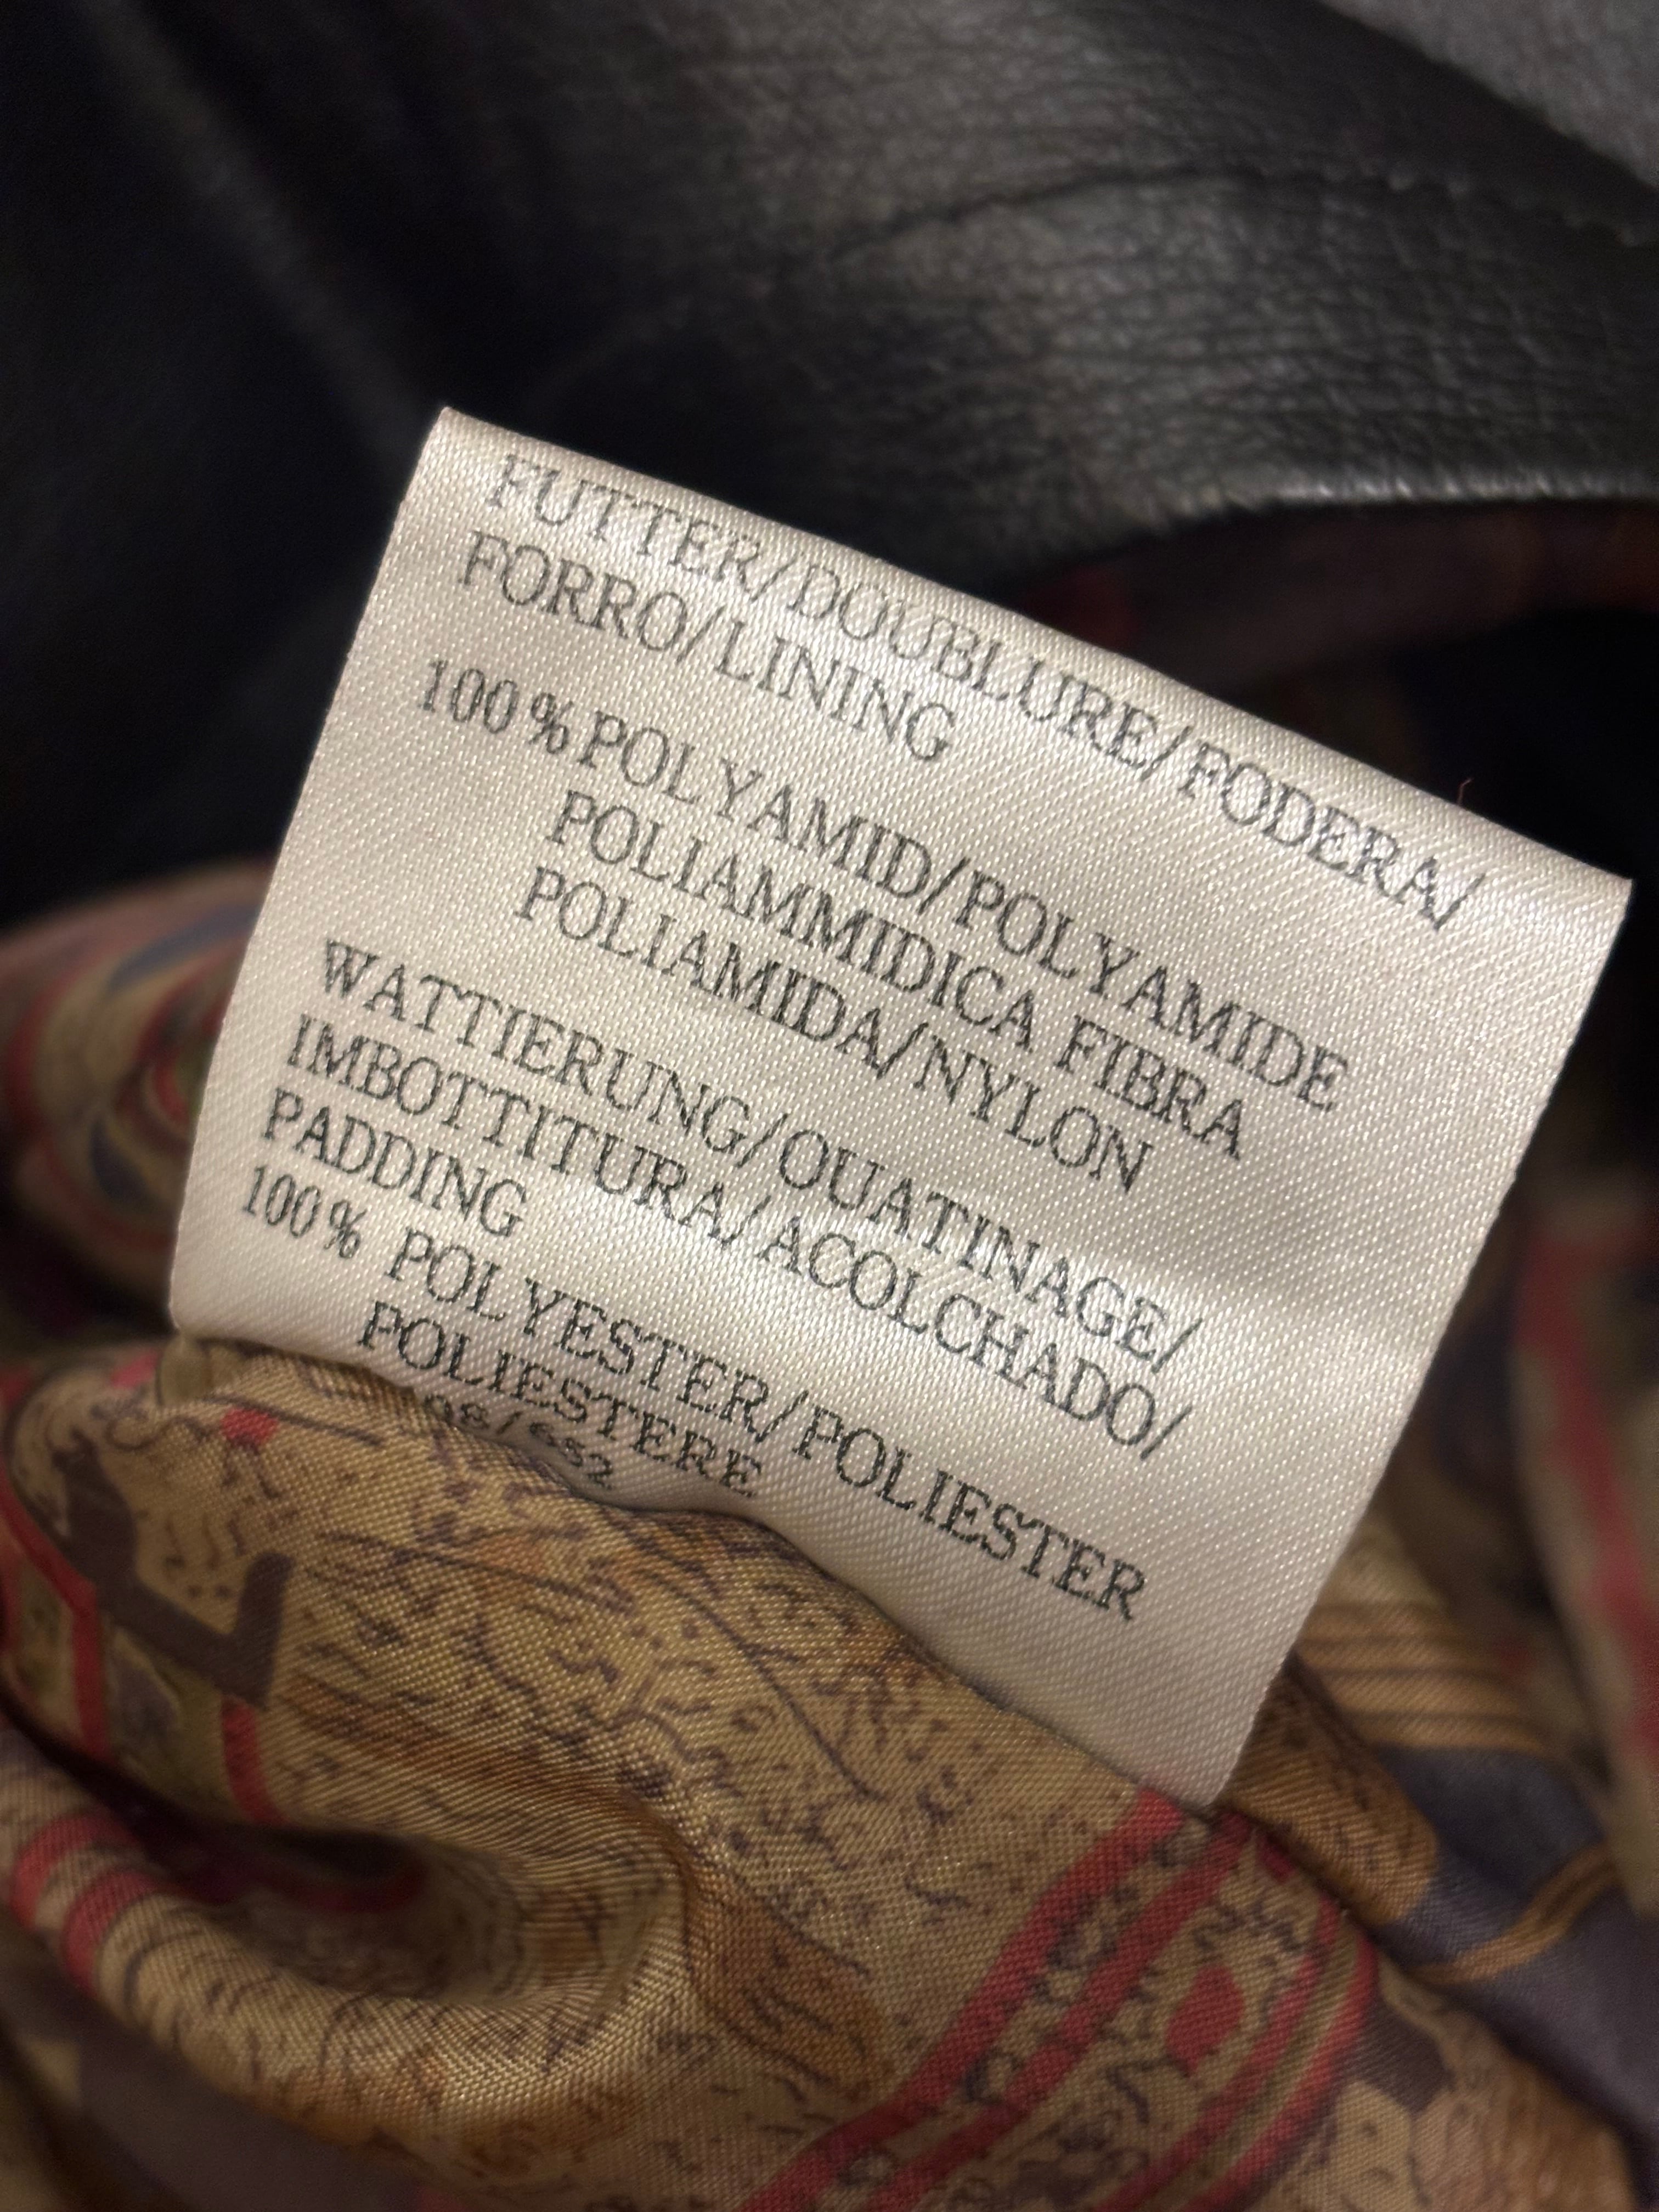 FUTTER/DOUBLURE/FODERA/
FORRO/LINING
100%POLYAMID/POLYAMIDE
POLIAMMIDICA FIBRA
POLIAMIDA/NYLON
WATTIERUNG/OUATINAGE/
IMBOTTITURA/ACOLCHADO/
PADDING
100% POLYESTER/POLIESTER
POLIESTERE